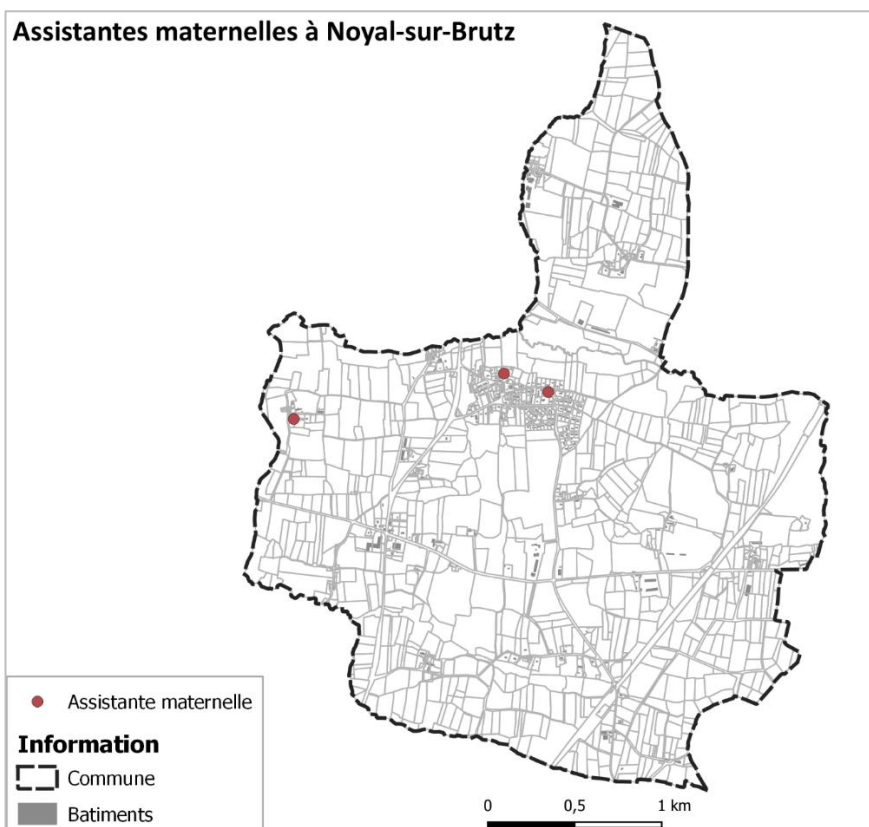 Assistantes maternelles à Noyal-sur-Brutz
Assistante maternelle
Information
Commune
Batiments
0 0,5 1 km